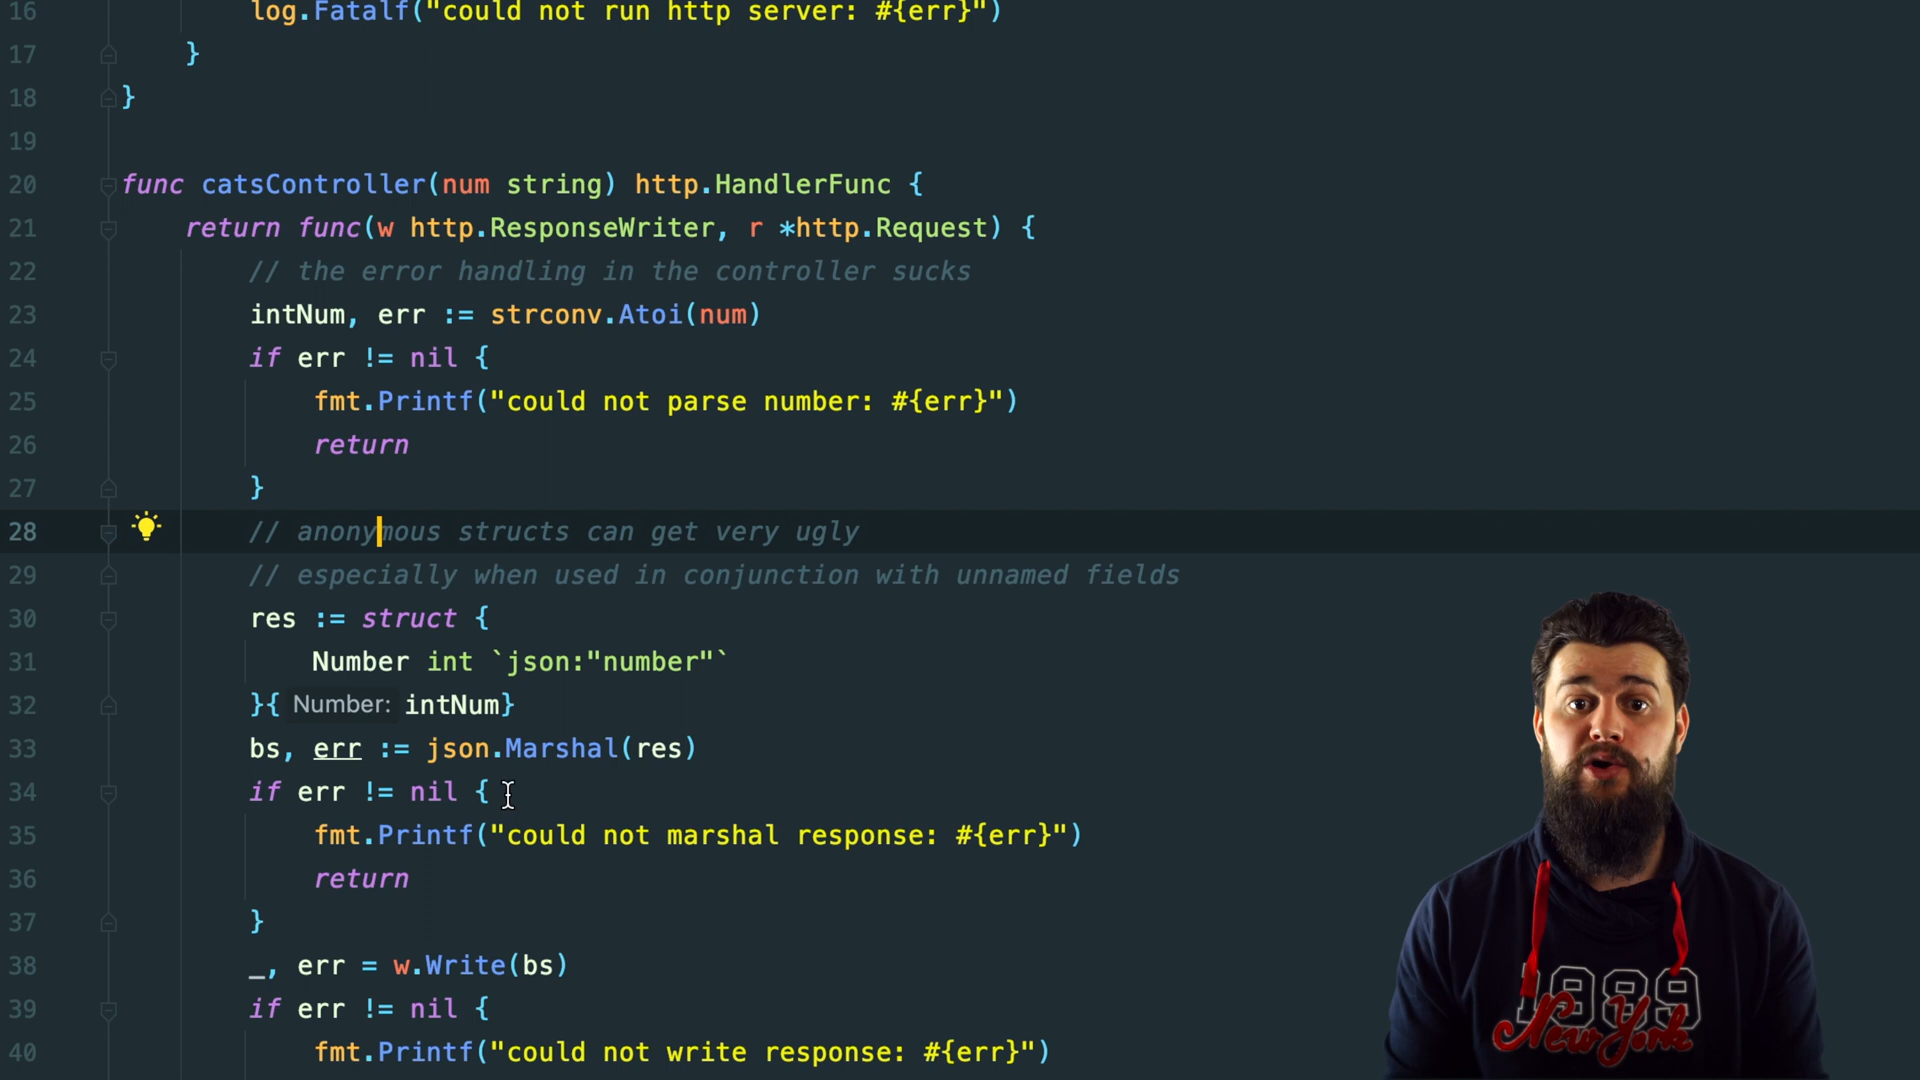 16 log.Fatalf("could not run http server: #{err}")
17 }
18 }
19
20 func catsController(num string) http.HandlerFunc {
21 return func(w http.ResponseWriter, r *http.Request) {
22 // the error handling in the controller sucks
23 intNum, err := strconv.Atoi(num)
24 if err != nil {
25 fmt.Printf("could not parse number: #{err}")
26 return
27 }
28 // anonymous structs can get very ugly
29 // especially when used in conjunction with unnamed fields
30 res := struct {
31 Number int `json:"number"`
32 }{ Number: intNum}
33 bs, err := json.Marshal(res)
34 if err != nil {
35 fmt.Printf("could not marshal response: #{err}")
36 return
37 }
38 _, err = w.Write(bs)
39 if err != nil {
40 fmt.Printf("could not write response: #{err}")
1989
New York